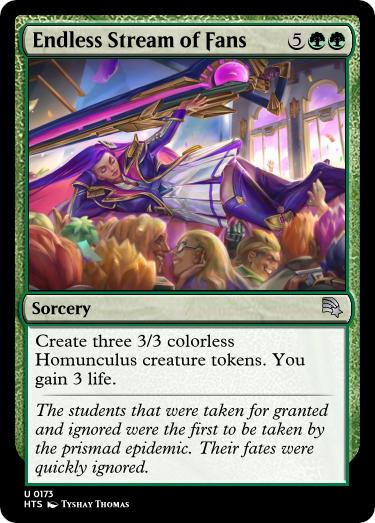 Endless Stream of Fans 5
Sorcery
Create three 3/3 colorless
Homunculus creature tokens. You
gain 3 life.
The students that were taken for granted
and ignored were the first to be taken by
the prismad epidemic. Their fates were
quickly ignored.
U 0173
HTS Tyshay Thomas